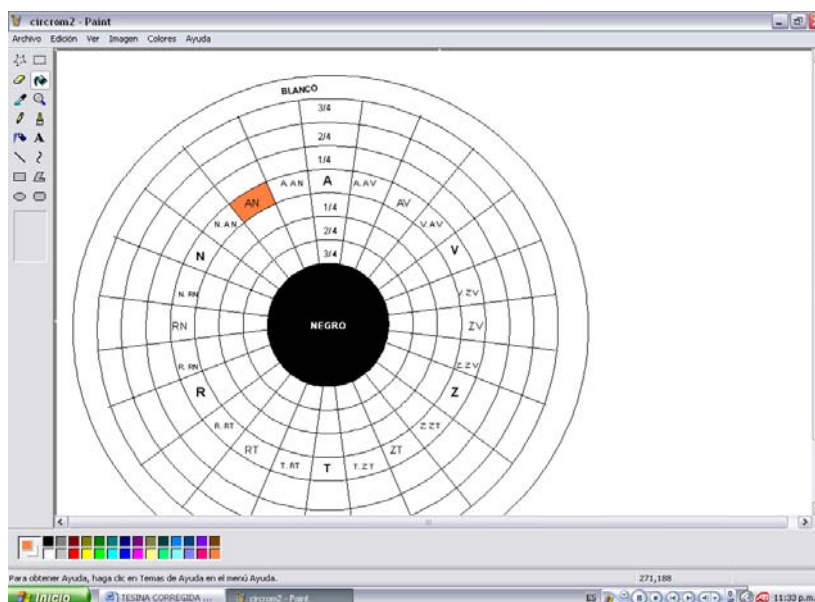 circrom2 - Paint
Archivo Edición Ver Imagen Colores Ayuda
BLANCO
3/4
2/4
1/4
A.AN A A.AV
AN 1/4 AV
N.AN 2/4 V.AV
N 3/4 V
N.RN V.ZV
RN NEGRO ZV
R.RN Z.ZV
R Z
R.RT Z.ZT
RT ZT
T.RT T T.ZT
Para obtener Ayuda, haga clic en Temas de Ayuda en el menú Ayuda.
271,188
Inicio TESINA CORREGIDA ... circrom2 - Paint ES 11:33 p.m.